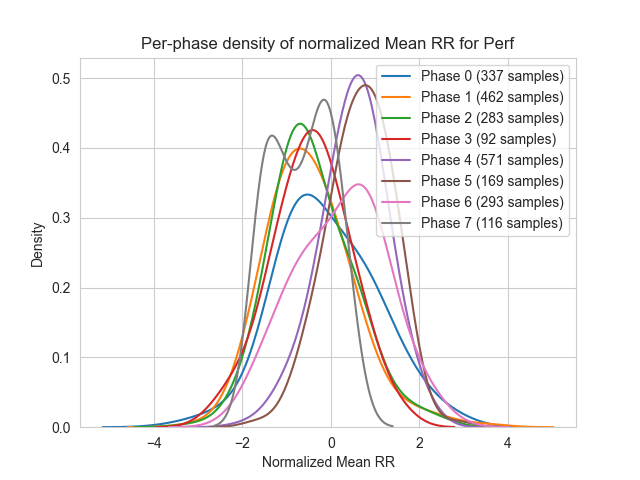 Per-phase density of normalized Mean RR for Perf
Density
0.5
0.4
0.3
0.2
0.1
0.0
−4
−2
0
2
4
Normalized Mean RR
Phase 0 (337 samples)
Phase 1 (462 samples)
Phase 2 (283 samples)
Phase 3 (92 samples)
Phase 4 (571 samples)
Phase 5 (169 samples)
Phase 6 (293 samples)
Phase 7 (116 samples)